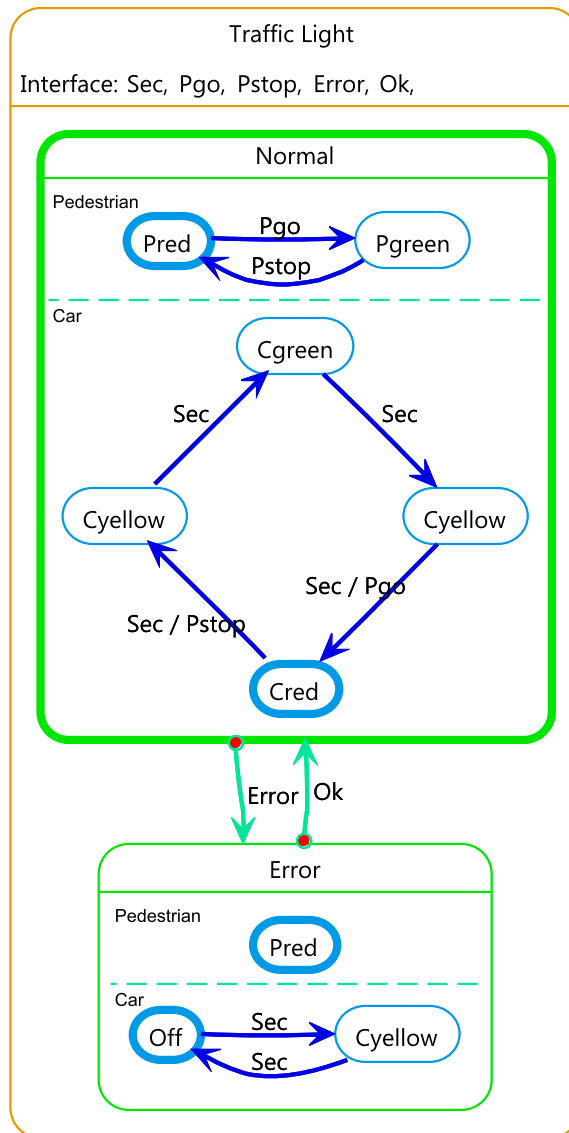 Traffic Light
Interface: Sec, Pgo, Pstop, Error, Ok,
Normal
Pedestrian
Pgo
Pred
Pgreen
Pstop
Car
Cgreen
Sec
Sec
Cyellow
Cyellow
Sec / Pgo
Sec / Pstop
Cred
Error
Ok
Error
Pedestrian
Pred
Car
Sec
Off
Cyellow
Sec